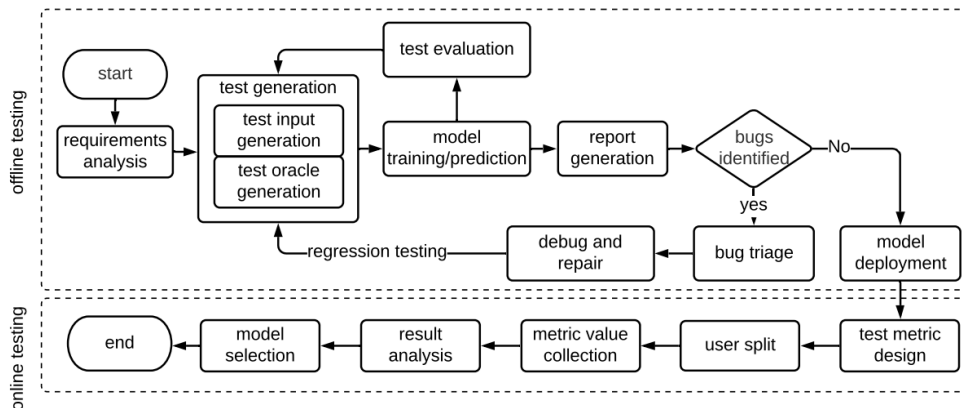 offline testing
start
requirements
analysis
test generation
test input
generation
test oracle
generation
test evaluation
model
training/prediction
report
generation
bugs
identified
No
yes
bug triage
debug and
repair
regression testing
model
deployment
online testing
test metric
design
user split
metric value
collection
result
analysis
model
selection
end